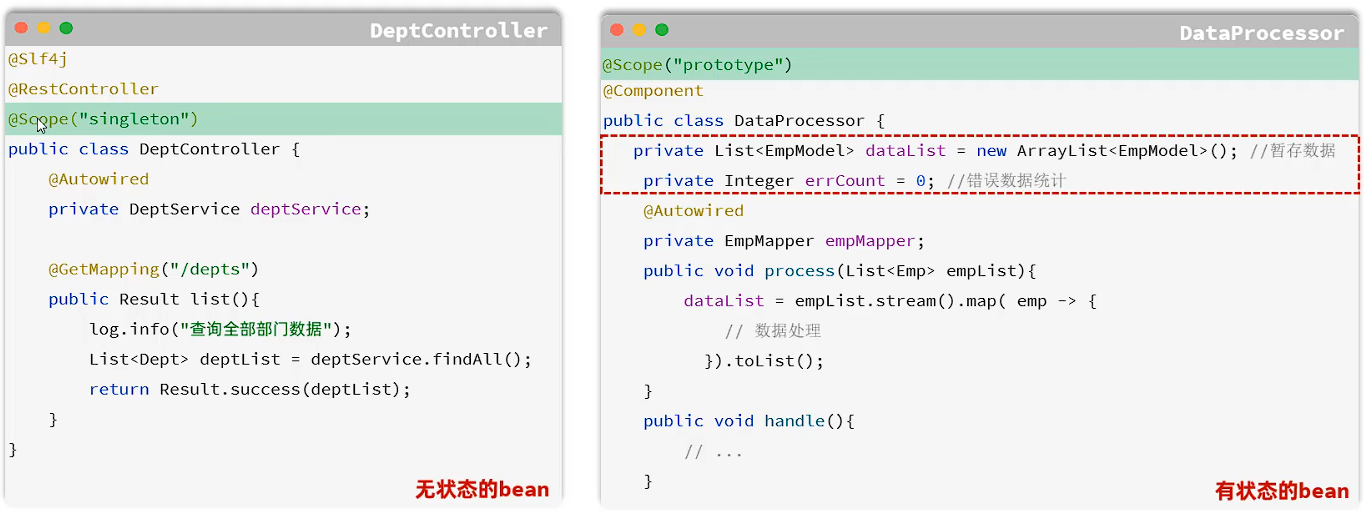 DeptController
@Slf4j
@RestController
@Scope("singleton")
public class DeptController {
    @Autowired
    private DeptService deptService;
    @GetMapping("/depts")
    public Result list(){
        log.info("查询全部部门数据");
        List<Dept> deptList = deptService.findAll();
        return Result.success(deptList);
    }
}
无状态的bean
DataProcessor
@Scope("prototype")
@Component
public class DataProcessor {
    private List<EmpModel> dataList = new ArrayList<EmpModel>(); //暂存数据
    private Integer errCount = 0; //错误数据统计
    @Autowired
    private EmpMapper empMapper;
    public void process(List<Emp> empList){
        dataList = empList.stream().map( emp -> {
            // 数据处理
          }).toList();
    }
    public void handle(){
        // ...
    }
有状态的bean